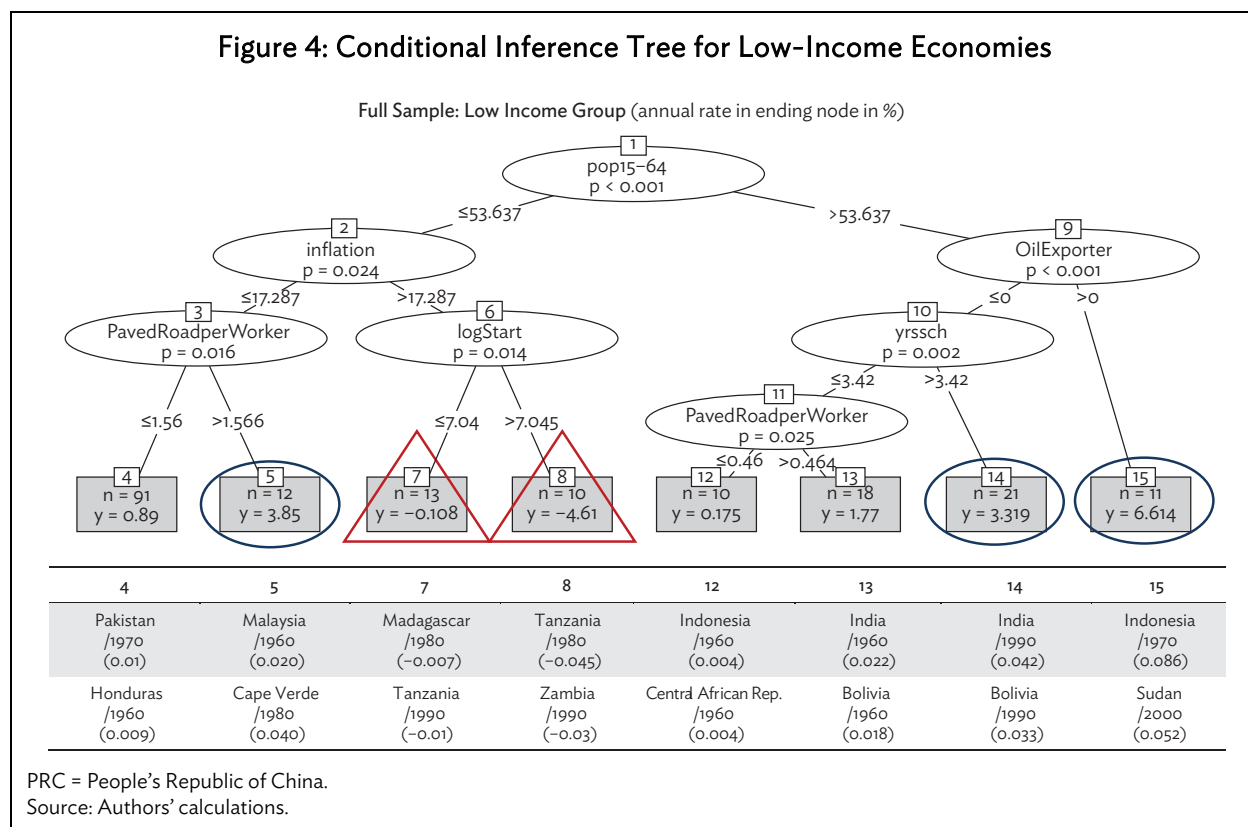 Figure 4: Conditional Inference Tree for Low-Income Economies
Full Sample: Low Income Group (annual rate in ending node in %)
1
pop15–64
p < 0.001
≤53.637
>53.637
2
inflation
p = 0.024
9
OilExporter
p < 0.001
≤17.287
>17.287
≤0
>0
3
PavedRoadperWorker
p = 0.016
6
logStart
p = 0.014
10
yrssch
p = 0.002
≤3.42
>3.42
11
PavedRoadperWorker
p = 0.025
≤1.56
>1.566
≤7.04
>7.045
≤0.46
>0.464
4
n = 91
y = 0.89
5
n = 12
y = 3.85
7
n = 13
y = −0.108
8
n = 10
y = −4.61
12
n = 10
y = 0.175
13
n = 18
y = 1.77
14
n = 21
y = 3.319
15
n = 11
y = 6.614
4 5 7 8 12 13 14 15
Pakistan Malaysia Madagascar Tanzania Indonesia India India Indonesia
/1970 /1960 /1980 /1980 /1960 /1960 /1990 /1970
(0.01) (0.020) (−0.007) (−0.045) (0.004) (0.022) (0.042) (0.086)
Honduras Cape Verde Tanzania Zambia Central African Rep. Bolivia Bolivia Sudan
/1960 /1980 /1990 /1990 /1960 /1960 /1990 /2000
(0.009) (0.040) (−0.01) (−0.03) (0.004) (0.018) (0.033) (0.052)
PRC = People's Republic of China.
Source: Authors' calculations.